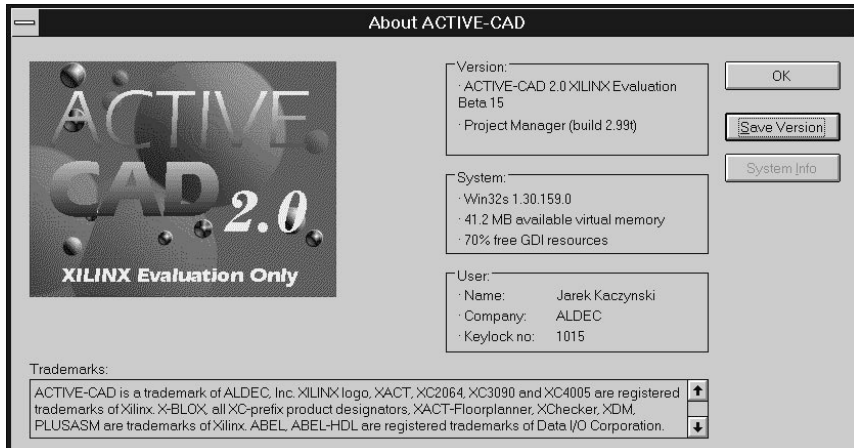 About ACTIVE-CAD
ACTIVE
CAD 2.0
XILINX Evaluation Only
Version:
· ACTIVE-CAD 2.0 XILINX Evaluation
Beta 15
· Project Manager (build 2.99t)
System:
· Win32s 1.30.159.0
· 41.2 MB available virtual memory
· 70% free GDI resources
User:
· Name: Jarek Kaczynski
· Company: ALDEC
· Keylock no: 1015
OK
Save Version
System Info
Trademarks:
ACTIVE-CAD is a trademark of ALDEC, Inc. XILINX logo, XACT, XC2064, XC3090 and XC4005 are registered
trademarks of Xilinx. X-BLOX, all XC-prefix product designators, XACT-Floorplanner, XChecker, XDM,
PLUSASM are trademarks of Xilinx. ABEL, ABEL-HDL are registered trademarks of Data I/O Corporation.